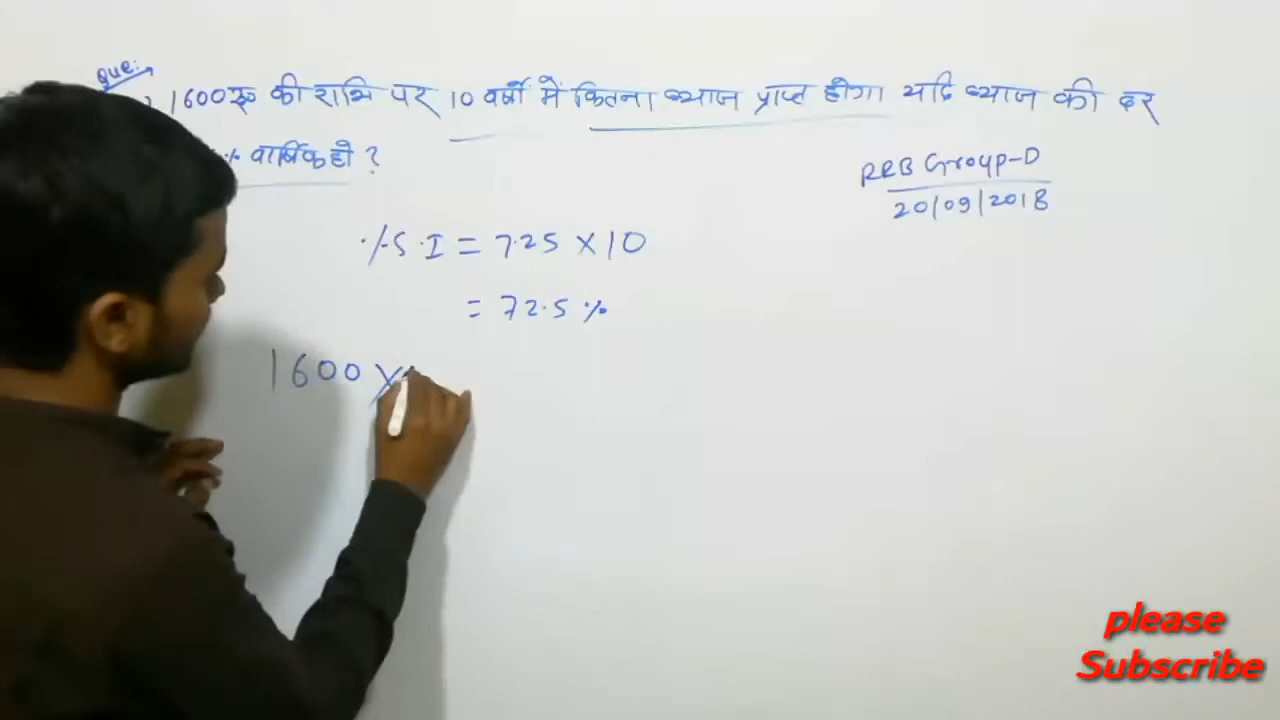 Que:
1600रू की राशि पर 10 वर्षो में कितना ब्याज प्राप्त होगा यदि ब्याज की दर
% वार्षिक हो ?
RRB Group-D
20/09/2018
% S.I = 7.25 × 10
= 72.5 %
1600 ×
please
Subscribe